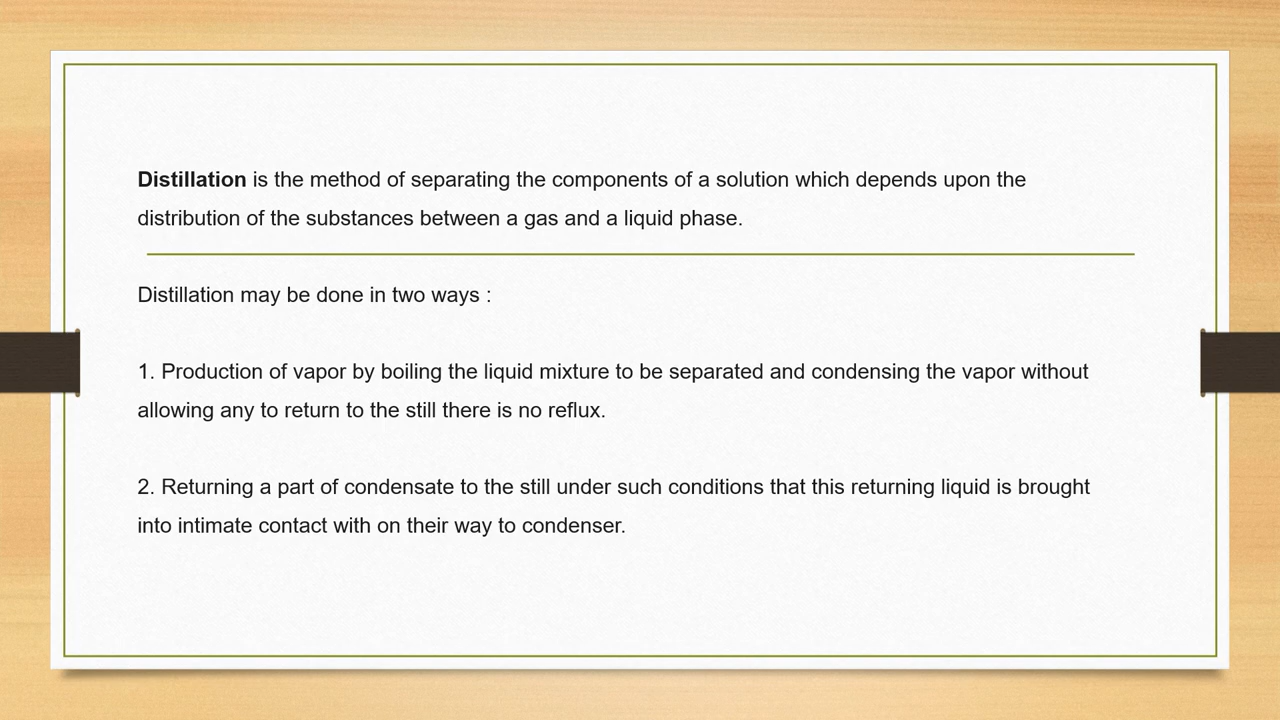 Distillation is the method of separating the components of a solution which depends upon the
distribution of the substances between a gas and a liquid phase.
Distillation may be done in two ways :
1. Production of vapor by boiling the liquid mixture to be separated and condensing the vapor without
allowing any to return to the still there is no reflux.
2. Returning a part of condensate to the still under such conditions that this returning liquid is brought
into intimate contact with on their way to condenser.